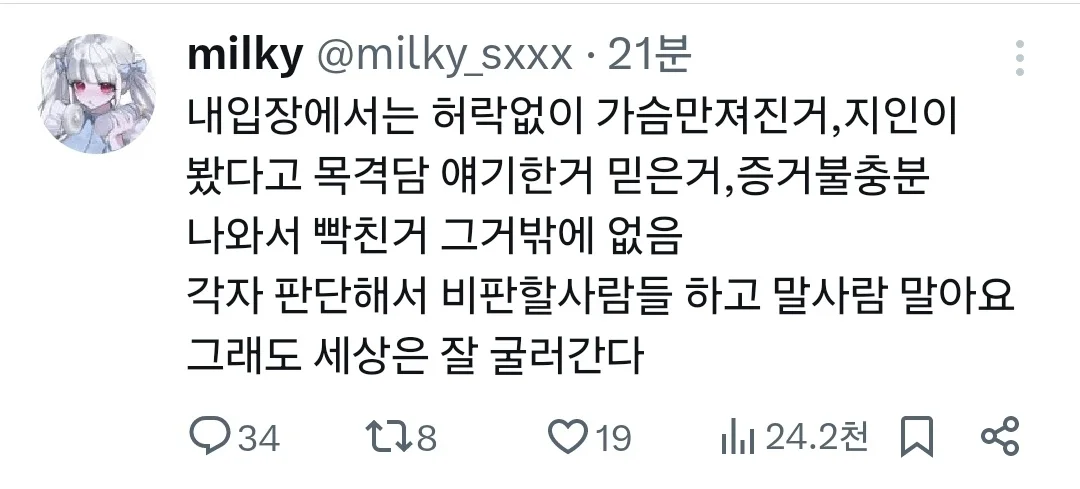 milky @milky_sxxx · 21분
내입장에서는 허락없이 가슴만져진거,지인이
봤다고 목격담 얘기한거 믿은거,증거불충분
나와서 빡친거 그거밖에 없음
각자 판단해서 비판할사람들 하고 말사람 말아요
그래도 세상은 잘 굴러간다
34 8 19 24.2천